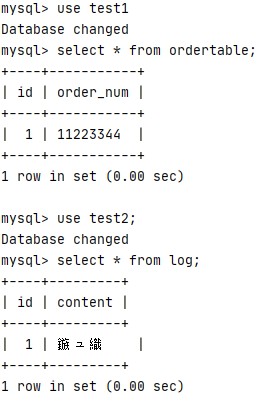 mysql> use test1
Database changed
mysql> select * from ordertable;
+----+-----------+
| id | order_num |
+----+-----------+
| 1 | 11223344 |
+----+-----------+
1 row in set (0.00 sec)
mysql> use test2;
Database changed
mysql> select * from log;
+----+---------+
| id | content |
+----+---------+
| 1 | 鏃ュ織 |
+----+---------+
1 row in set (0.00 sec)